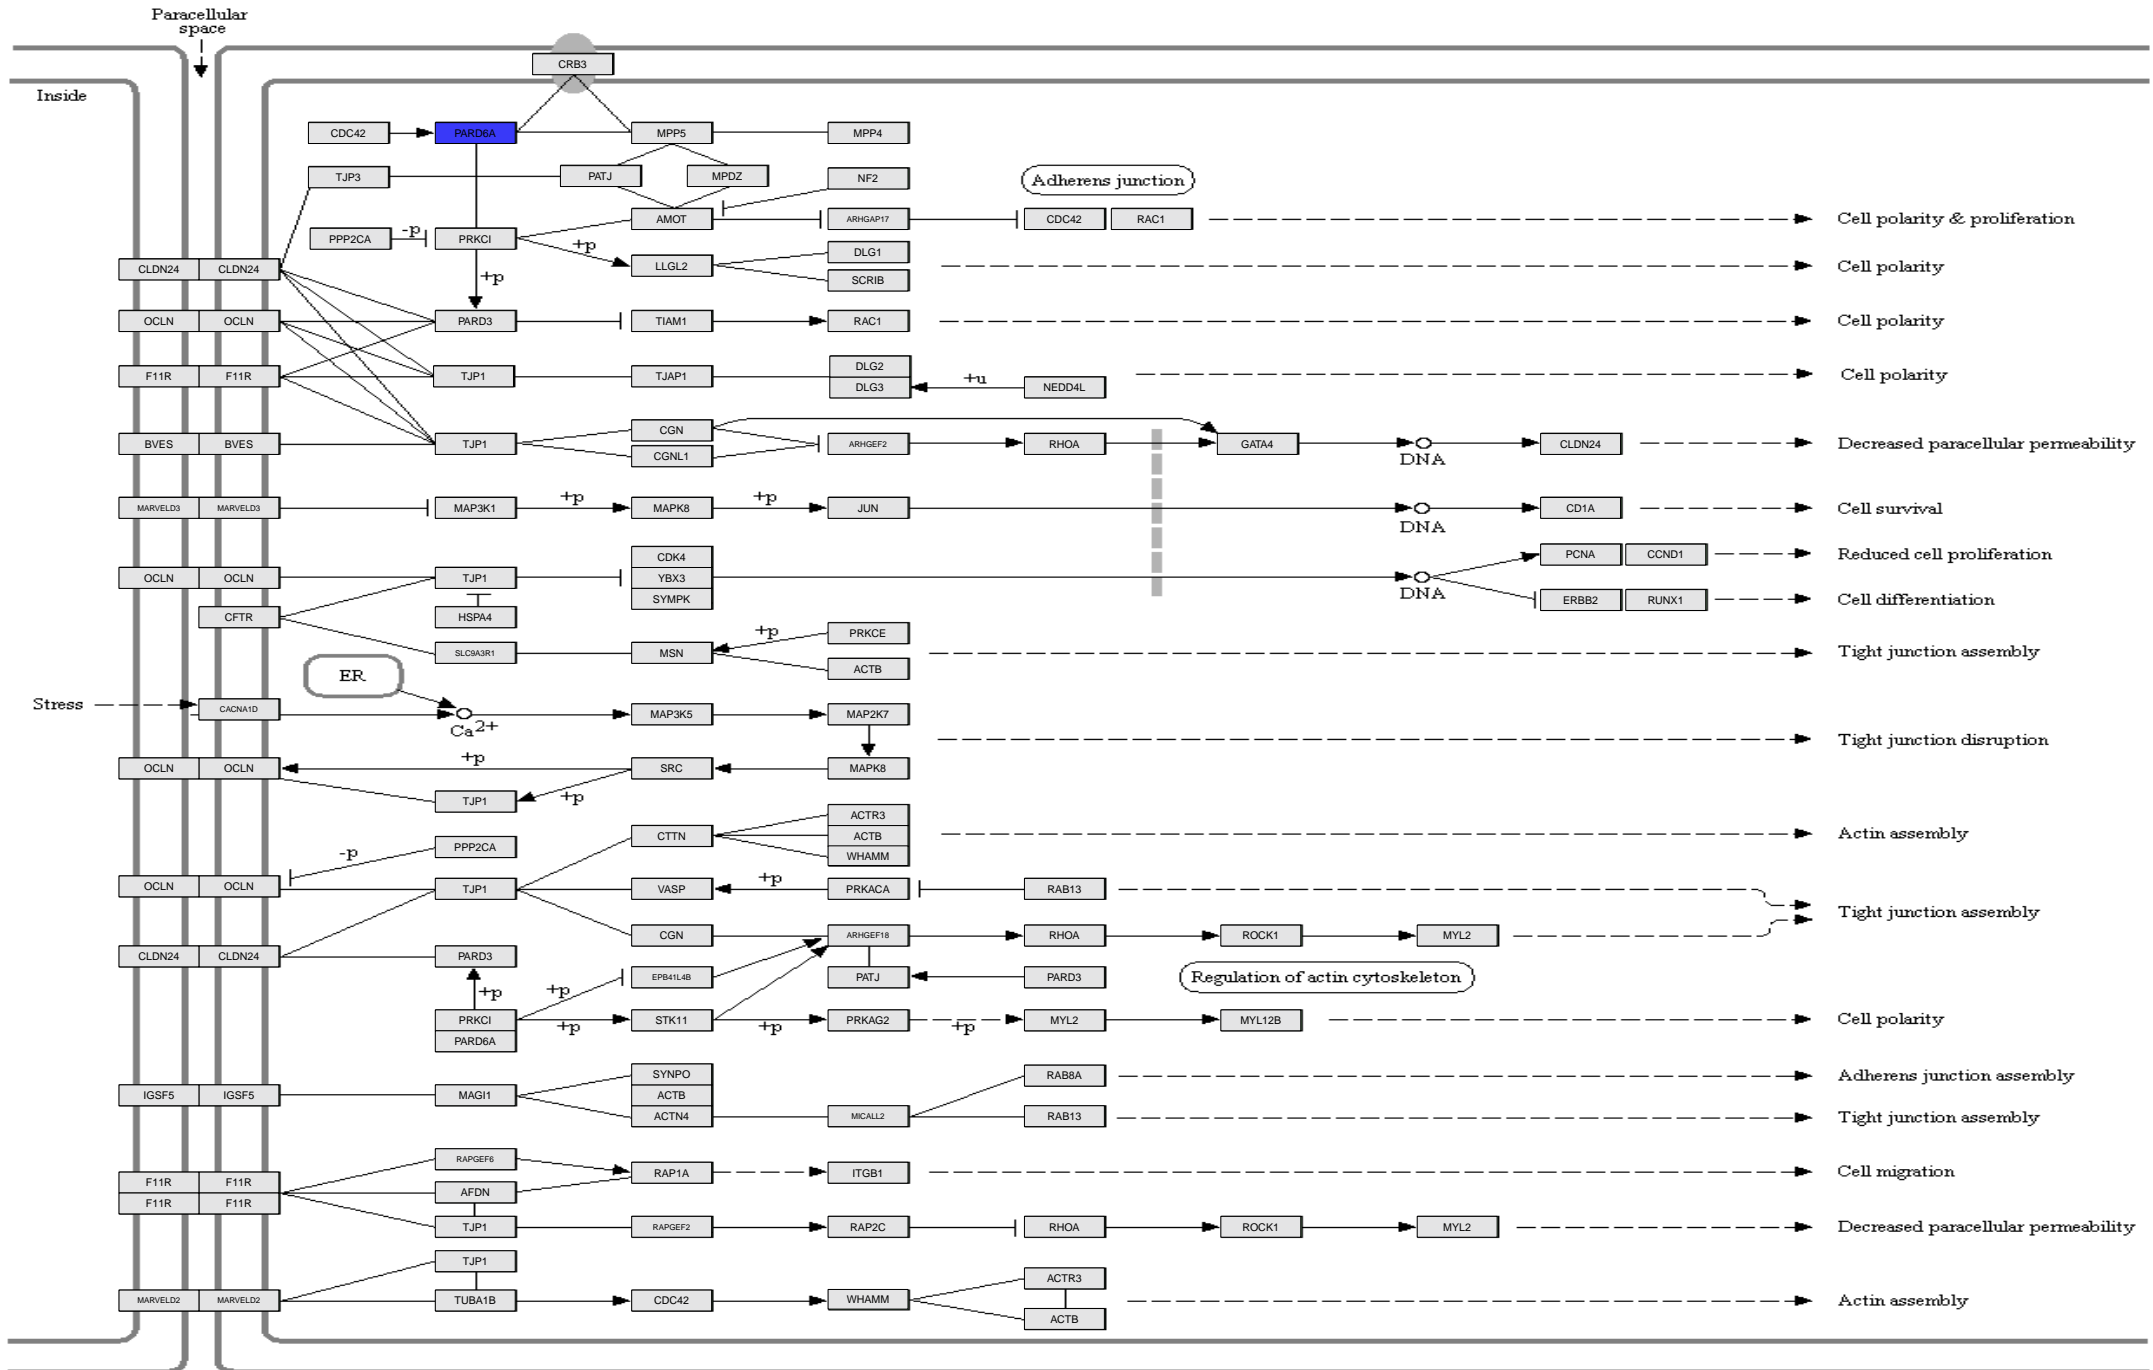 Paracellular
space
CRB3
Inside
CDC42 PARD6A MPP5 MPP4
TJP3 PATJ MPDZ NF2 Adherens junction
AMOT ARHGAP17 CDC42 RAC1 Cell polarity & proliferation
PPP2CA -p PRKCI +p
DLG1
CLDN24 CLDN24 LLGL2 Cell polarity
+p SCRIB
OCLN OCLN PARD3 TIAM1 RAC1 Cell polarity
DLG2
F11R F11R TJP1 TJAP1 Cell polarity
DLG3 +u NEDD4L
CGN
BVES BVES TJP1 ARHGEF2 RHOA GATA4 DNA CLDN24 Decreased paracellular permeability
CGNL1
MARVELD3 MARVELD3 MAP3K1 +p MAPK8 +p JUN DNA CD1A Cell survival
CDK4 PCNA CCND1 Reduced cell proliferation
OCLN OCLN TJP1 YBX3 DNA
SYMPK ERBB2 RUNX1 Cell differentiation
CFTR HSPA4
+p PRKCE
SLC9A3R1 MSN Tight junction assembly
ACTB
ER
Stress CACNA1D Ca2+ MAP3K5 MAP2K7
Tight junction disruption
OCLN OCLN +p SRC MAPK8
TJP1 +p
ACTR3
CTTN ACTB Actin assembly
-p PPP2CA WHAMM
OCLN OCLN TJP1 VASP +p PRKACA RAB13
Tight junction assembly
CGN ARHGEF18 RHOA ROCK1 MYL2
CLDN24 CLDN24 PARD3
+p +p EPB41L4B PATJ PARD3 Regulation of actin cytoskeleton
PRKCI +p STK11 +p PRKAG2 +p MYL2 MYL12B Cell polarity
PARD6A
SYNPO RAB8A Adherens junction assembly
IGSF5 IGSF5 MAGI1 ACTB
ACTN4 MICALL2 RAB13 Tight junction assembly
RAPGEF6
RAP1A ITGB1 Cell migration
F11R F11R
AFDN
F11R F11R
TJP1 RAPGEF2 RAP2C RHOA ROCK1 MYL2 Decreased paracellular permeability
TJP1
ACTR3
MARVELD2 MARVELD2 TUBA1B CDC42 WHAMM Actin assembly
ACTB